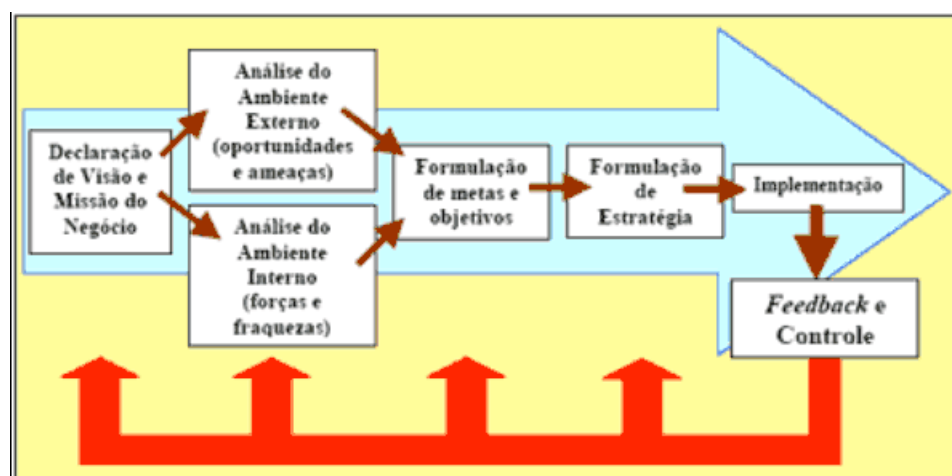 Declaração
de Visão e
Missão do
Negócio
Análise do
Ambiente
Externo
(oportunidades
e ameaças)
Análise do
Ambiente
Interno
(forças e
fraquezas)
Formulação
de metas e
objetivos
Formulação
de
Estratégia
Implementação
Feedback e
Controle